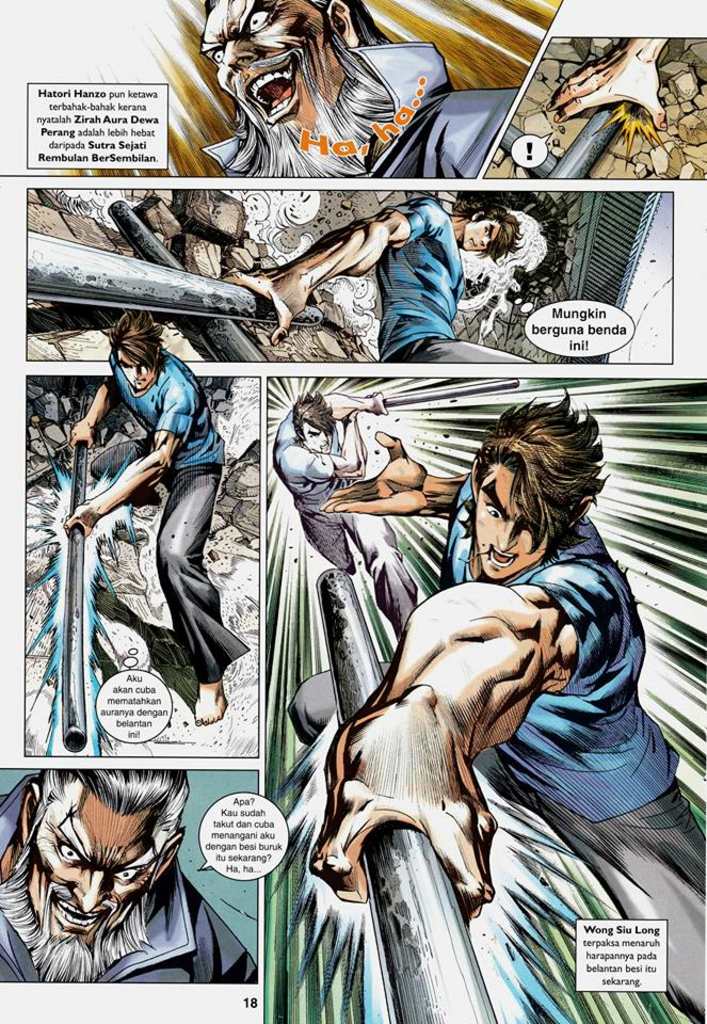 Hatori Hanzo pun ketawa
terbahak-bahak kerana
nyatalah Zirah Aura Dewa
Perang adalah lebih hebat
daripada Sutra Sejati
Rembulan BerSembilan.
Ha, ha...
!
Mungkin
berguna benda
ini!
Aku
akan cuba
mematahkan
auranya dengan
belantan
ini!
Apa?
Kau sudah
takut dan cuba
menangani aku
dengan besi buruk
itu sekarang?
Ha, ha...
Wong Siu Long
terpaksa menaruh
harapannya pada
belantan besi itu
sekarang.
18